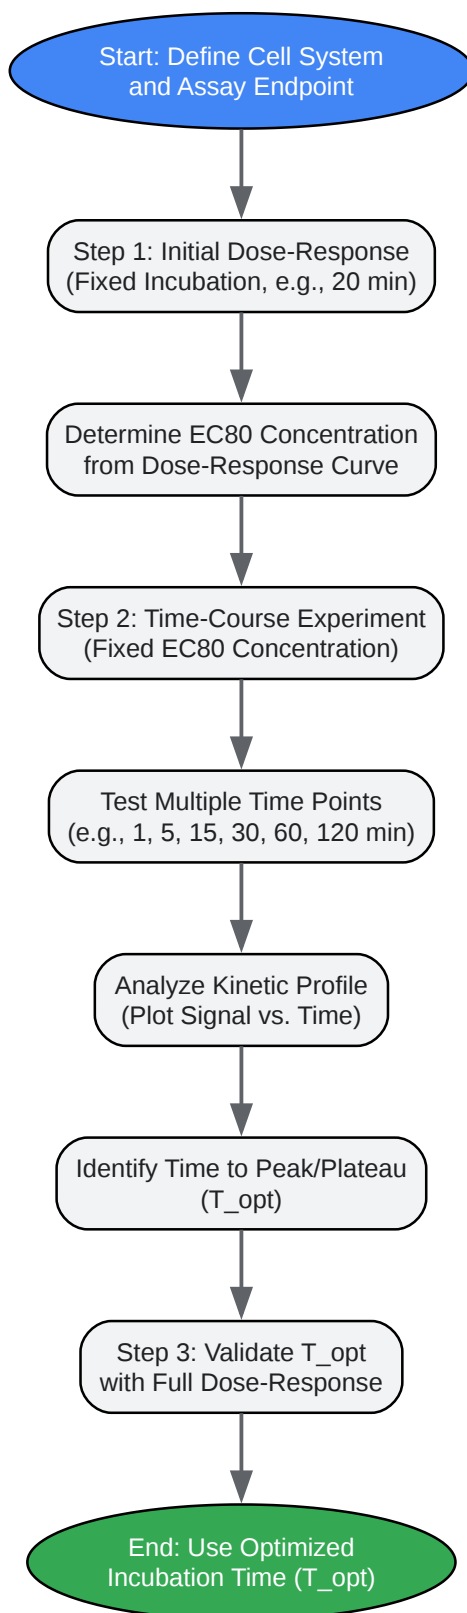 Start: Define Cell System
and Assay Endpoint
Step 1: Initial Dose-Response
(Fixed Incubation, e.g., 20 min)
Determine EC80 Concentration
from Dose-Response Curve
Step 2: Time-Course Experiment
(Fixed EC80 Concentration)
Test Multiple Time Points
(e.g., 1, 5, 15, 30, 60, 120 min)
Analyze Kinetic Profile
(Plot Signal vs. Time)
Identify Time to Peak/Plateau
(T_opt)
Step 3: Validate T_opt
with Full Dose-Response
End: Use Optimized
Incubation Time (T_opt)